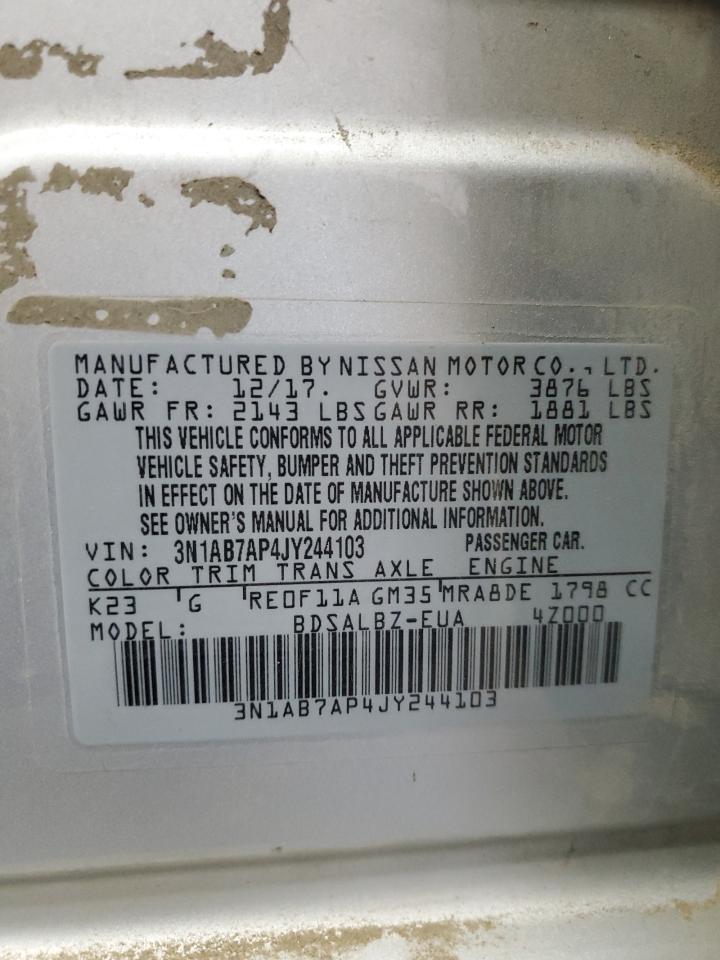 MANUFACTURED BY NISSAN MOTOR CO., LTD.
DATE: 12/17. GVWR: 3876 LBS
GAWR FR: 2143 LBS GAWR RR: 1881 LBS
THIS VEHICLE CONFORMS TO ALL APPLICABLE FEDERAL MOTOR
VEHICLE SAFETY, BUMPER AND THEFT PREVENTION STANDARDS
IN EFFECT ON THE DATE OF MANUFACTURE SHOWN ABOVE.
SEE OWNER'S MANUAL FOR ADDITIONAL INFORMATION.
VIN: 3N1AB7AP4JY244103 PASSENGER CAR.
COLOR TRIM TRANS AXLE ENGINE
K23 G RE0F11A GM35 MRA8DE 1798 CC
MODEL: BDSALBZ-EUA 4Z000
3N1AB7AP4JY244103